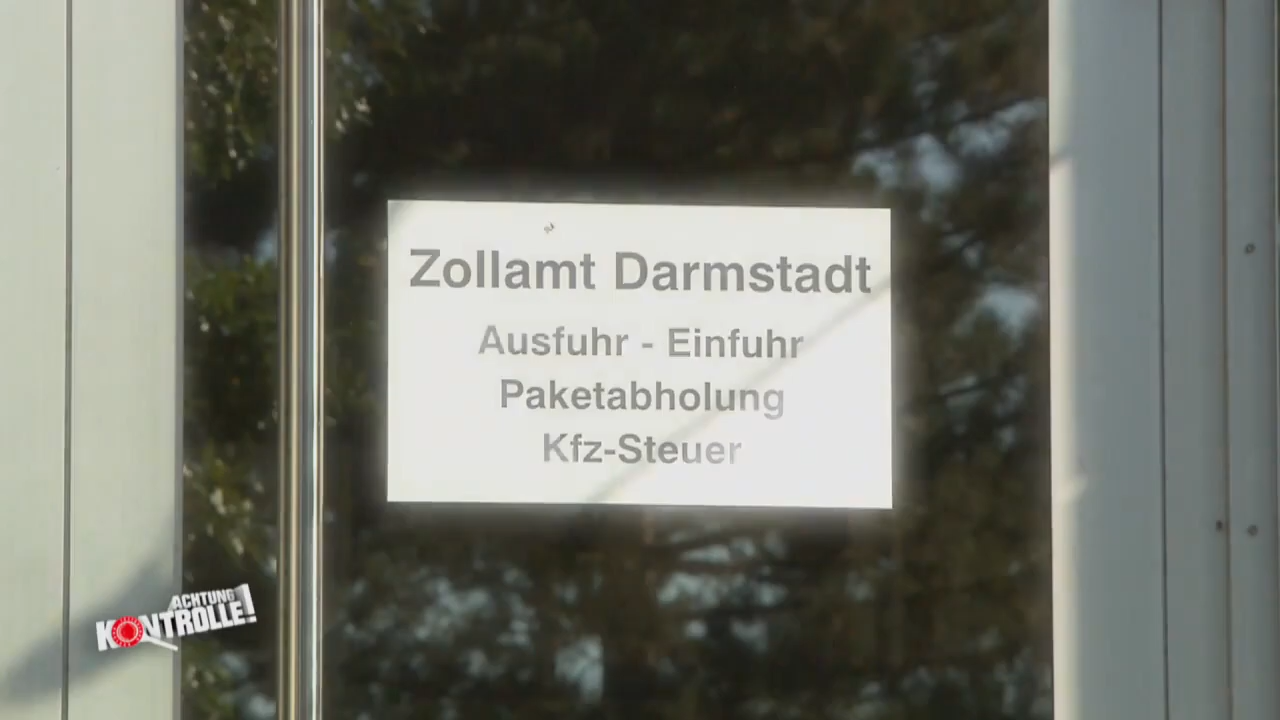 Zollamt Darmstadt
Ausfuhr - Einfuhr
Paketabholung
Kfz-Steuer
ACHTUNG
KONTROLLE!